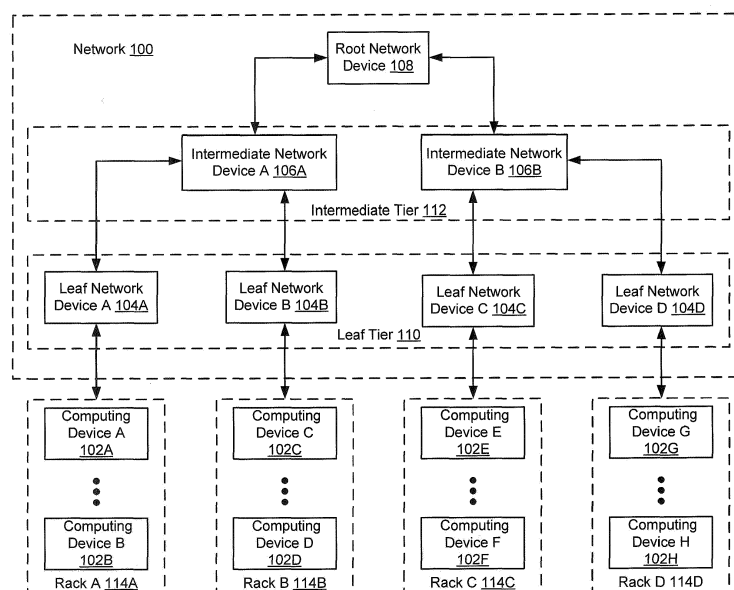 Network 100
Root Network
Device 108
Intermediate Network
Device A 106A
Intermediate Network
Device B 106B
Intermediate Tier 112
Leaf Network
Device A 104A
Leaf Network
Device B 104B
Leaf Network
Device C 104C
Leaf Network
Device D 104D
Leaf Tier 110
Computing
Device A
102A
Computing
Device C
102C
Computing
Device E
102E
Computing
Device G
102G
Computing
Device B
102B
Computing
Device D
102D
Computing
Device F
102F
Computing
Device H
102H
Rack A 114A
Rack B 114B
Rack C 114C
Rack D 114D